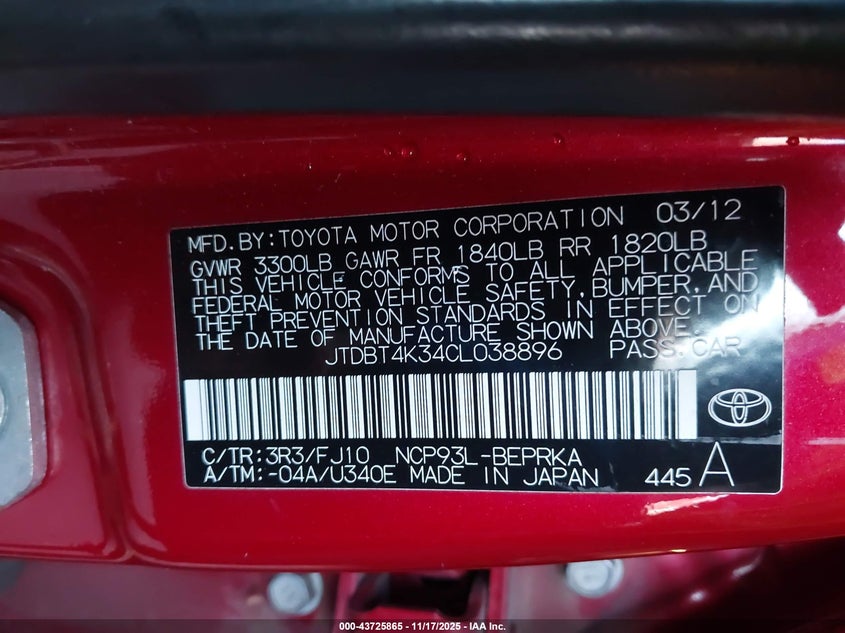 MFD. BY: TOYOTA MOTOR CORPORATION 03/12
GVWR 3300LB GAWR FR 1840LB RR 1820LB
THIS VEHICLE CONFORMS TO ALL APPLICABLE
FEDERAL MOTOR VEHICLE SAFETY, BUMPER, AND
THEFT PREVENTION STANDARDS IN EFFECT ON
THE DATE OF MANUFACTURE SHOWN ABOVE.
JTDBT4K34CL038896 PASS. CAR
C/TR: 3R3/FJ10 NCP93L-BEPRKA
A/TM: -04A/U340E MADE IN JAPAN 445 A
000-43725865 | 11/17/2025 - IAA Inc.